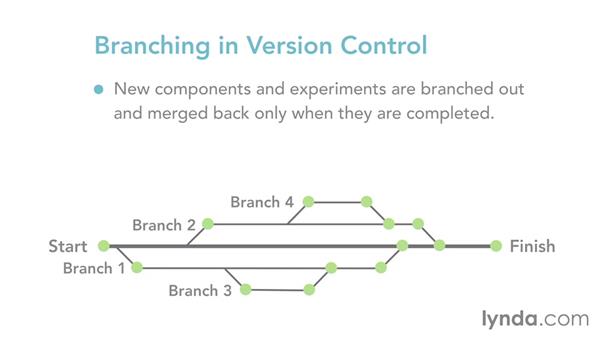 Branching in Version Control
New components and experiments are branched out
and merged back only when they are completed.
Branch 4
Branch 2
Start
Finish
Branch 1
Branch 3
lynda.com